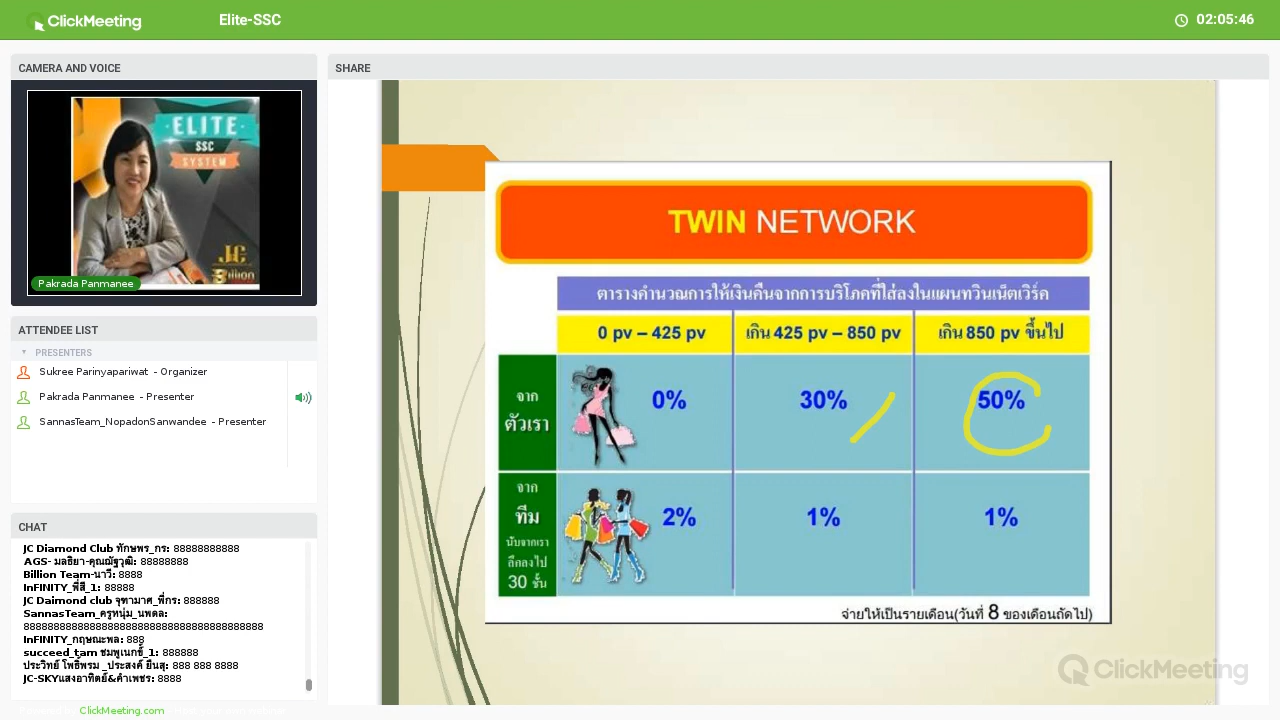 ClickMeeting
Elite-SSC
02:05:46
CAMERA AND VOICE
ELITE
SSC
SYSTEM
JC
Billion
Pakrada Panmanee
ATTENDEE LIST
PRESENTERS
Sukree Parinyapariwat - Organizer
Pakrada Panmanee - Presenter
SannasTeam_NopadonSanwandee - Presenter
CHAT
JC Diamond Club ทักษพร_กร: 88888888888
AGS- มลธิยา-คุณณัฐวุฒิ: 88888888
Billion Team-นาวี: 8888
InFINITY_พี่สี_1: 88888
JC Daimond club จุฑามาศ_พี่กร: 888888
SannasTeam_ครูหนุ่ม_นพดล:
8888888888888888888888888888888888888888
InFINITY_กฤษณะพล: 888
succeed_tam ชมพูเนกข์_1: 888888
ประวิทย์ โพธิ์พรม _ประสงค์ ยืนสุ: 888 888 8888
JC-SKYแสงอาทิตย์&คำเพชร: 8888
ClickMeeting.com
SHARE
TWIN NETWORK
ตารางคำนวณการให้เงินคืนจากการบริโภคที่ใส่ลงในแผนทวินเน็ตเวิร์ค
0 pv – 425 pv
เกิน 425 pv – 850 pv
เกิน 850 pv ขึ้นไป
จาก
ตัวเรา
0%
30%
50%
จาก
ทีม
นับจากเรา
ลึกลงไป
30 ชั้น
2%
1%
1%
จ่ายให้เป็นรายเดือน(วันที่ 8 ของเดือนถัดไป)
ClickMeeting